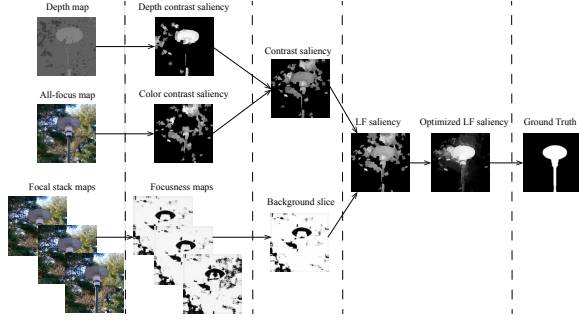 Depth map
Depth contrast saliency
Contrast saliency
All-focus map
Color contrast saliency
LF saliency
Optimized LF saliency
Ground Truth
Focal stack maps
Focusness maps
Background slice